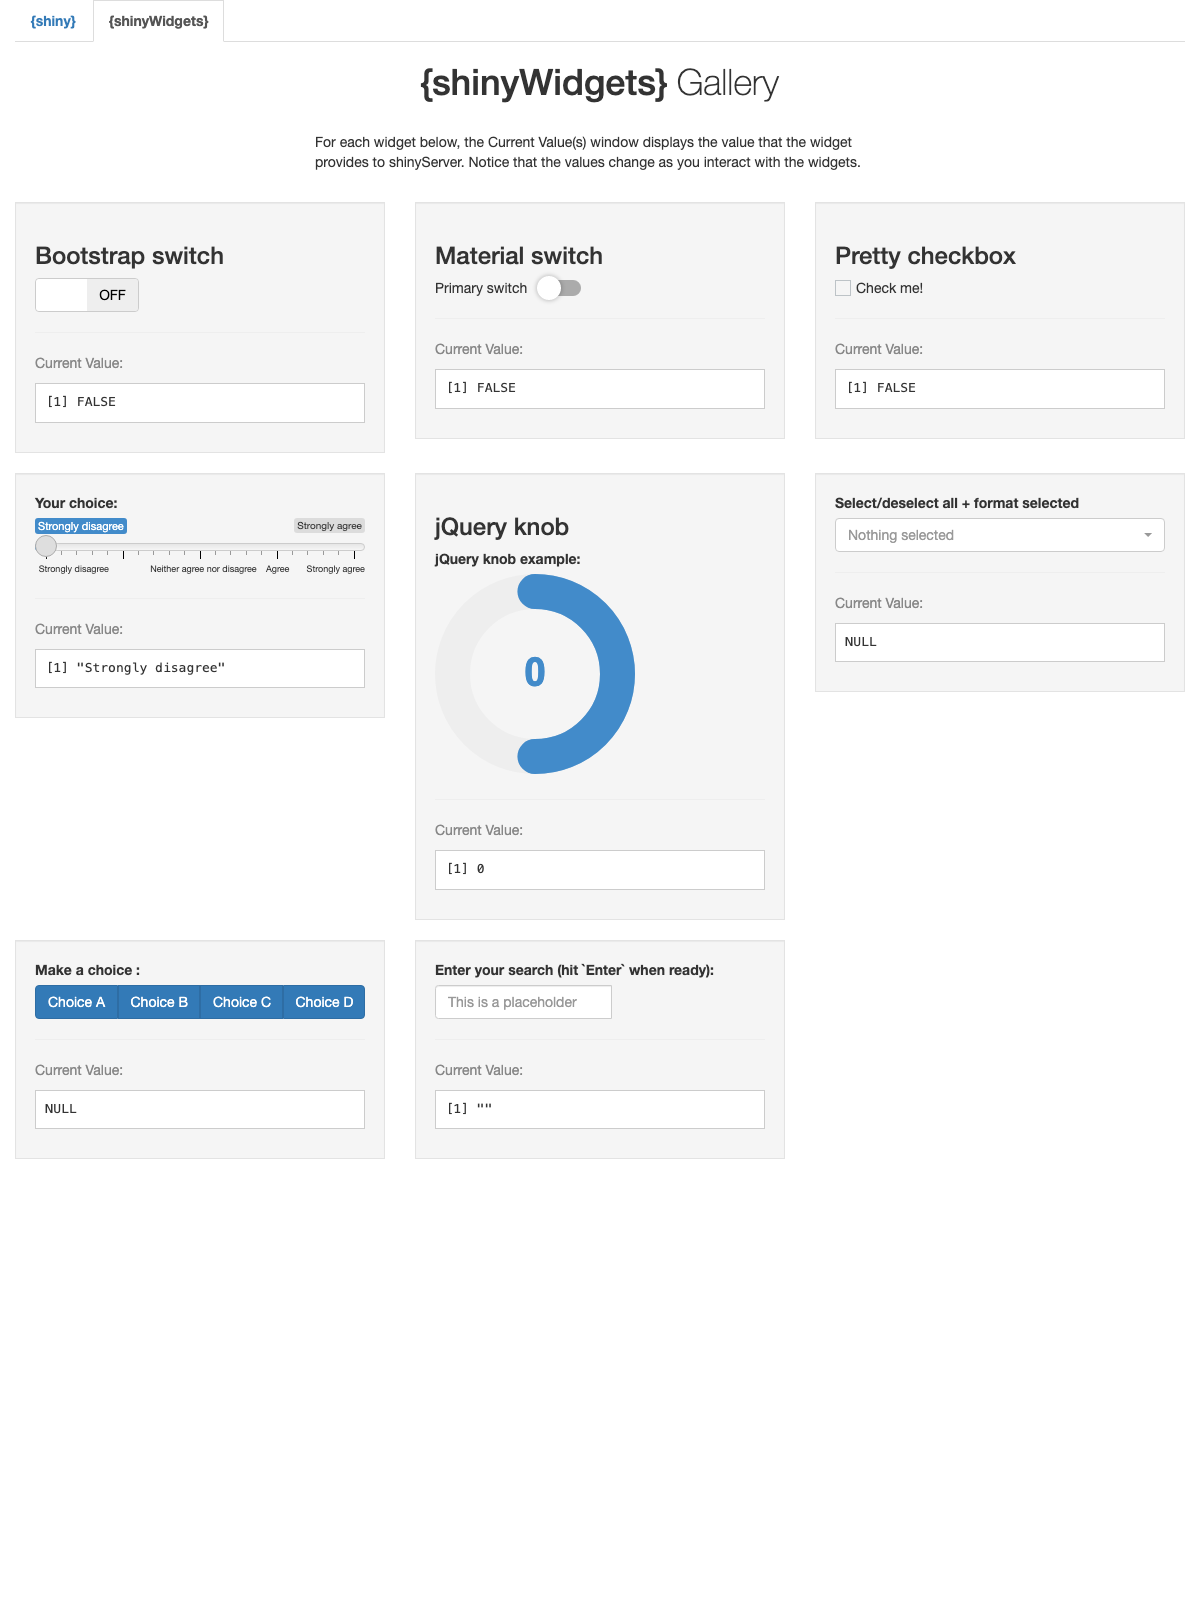 {shiny}
{shinyWidgets}
{shinyWidgets} Gallery
For each widget below, the Current Value(s) window displays the value that the widget
provides to shinyServer. Notice that the values change as you interact with the widgets.
Bootstrap switch
OFF
Current Value:
[1] FALSE
Material switch
Primary switch
Current Value:
[1] FALSE
Pretty checkbox
Check me!
Current Value:
[1] FALSE
Your choice:
Strongly disagree
Strongly agree
Strongly disagree
Neither agree nor disagree
Agree
Strongly agree
Current Value:
[1] "Strongly disagree"
jQuery knob
jQuery knob example:
0
Current Value:
[1] 0
Select/deselect all + format selected
Nothing selected
Current Value:
NULL
Make a choice :
Choice A
Choice B
Choice C
Choice D
Current Value:
NULL
Enter your search (hit `Enter` when ready):
This is a placeholder
Current Value:
[1] ""